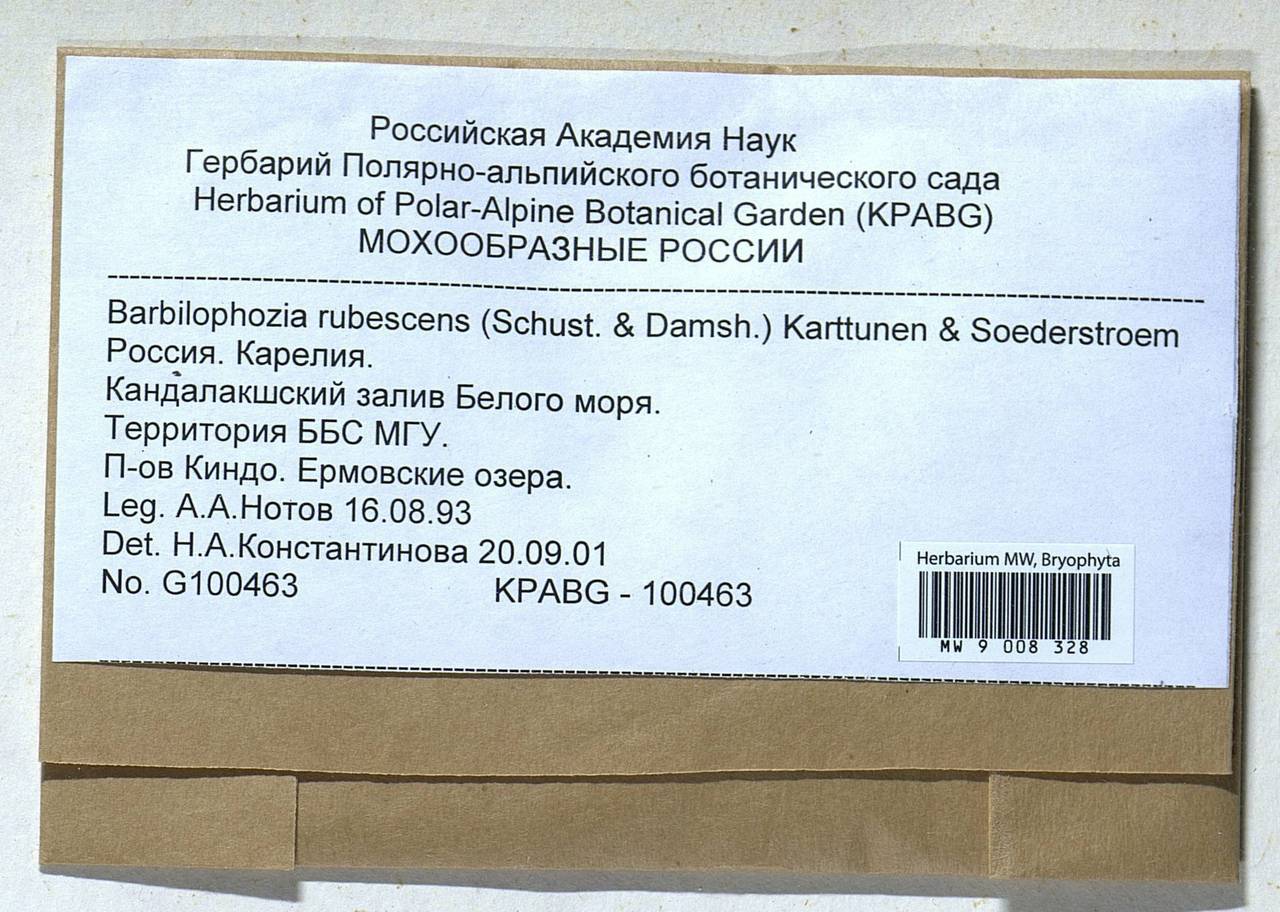 Российская Академия Наук
Гербарий Полярно-альпийского ботанического сада
Herbarium of Polar-Alpine Botanical Garden (KPABG)
МОХООБРАЗНЫЕ РОССИИ
Barbilophozia rubescens (Schust. & Damsh.) Karttunen & Soederstroem
Россия. Карелия.
Кандалакшский залив Белого моря.
Территория ББС МГУ.
П-ов Киндо. Ермовские озера.
Leg. А.А.Нотов 16.08.93
Det. Н.А.Константинова 20.09.01
No. G100463 KPABG - 100463
Herbarium MW, Bryophyta
MW 9 008 328